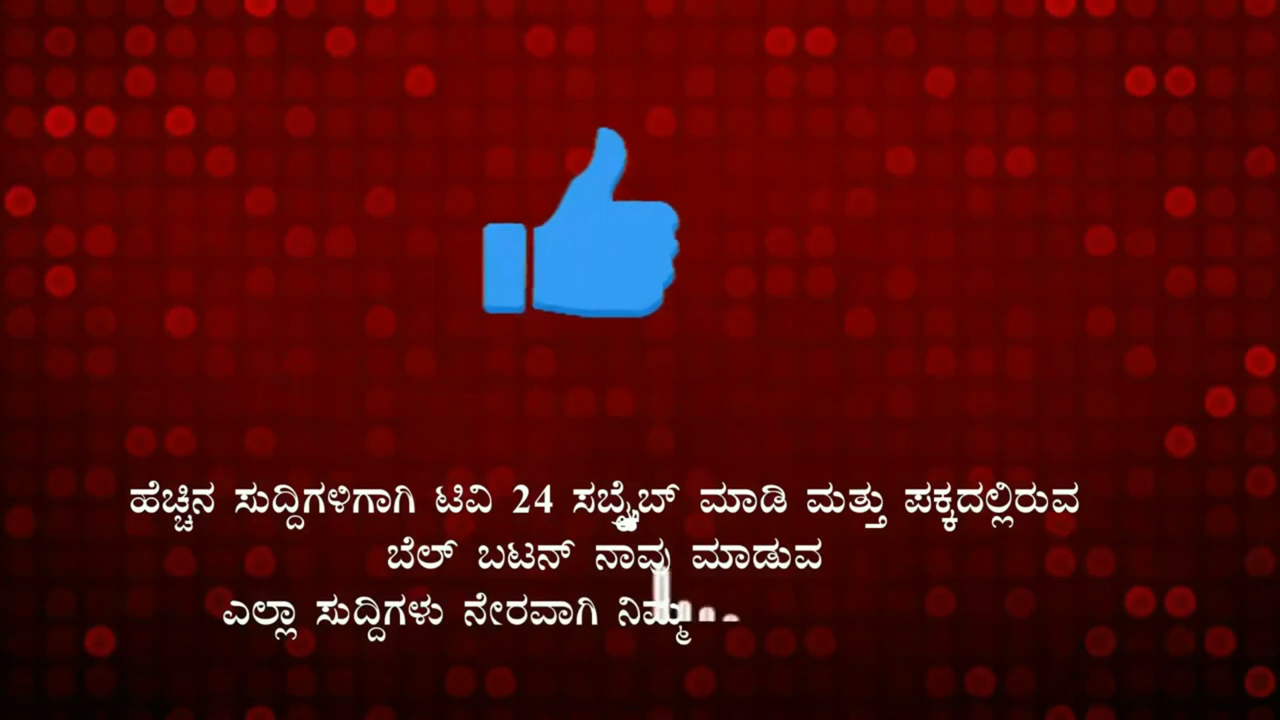 ಹೆಚ್ಚಿನ ಸುದ್ದಿಗಳಿಗಾಗಿ ಟಿವಿ 24 ಸಬ್ಸ್ಕ್ರೈಬ್ ಮಾಡಿ ಮತ್ತು ಪಕ್ಕದಲ್ಲಿರುವ
ಬೆಲ್ ಬಟನ್ ನಾವು ಮಾಡುವ
ಎಲ್ಲಾ ಸುದ್ದಿಗಳು ನೇರವಾಗಿ ನಿಮ್ಮ